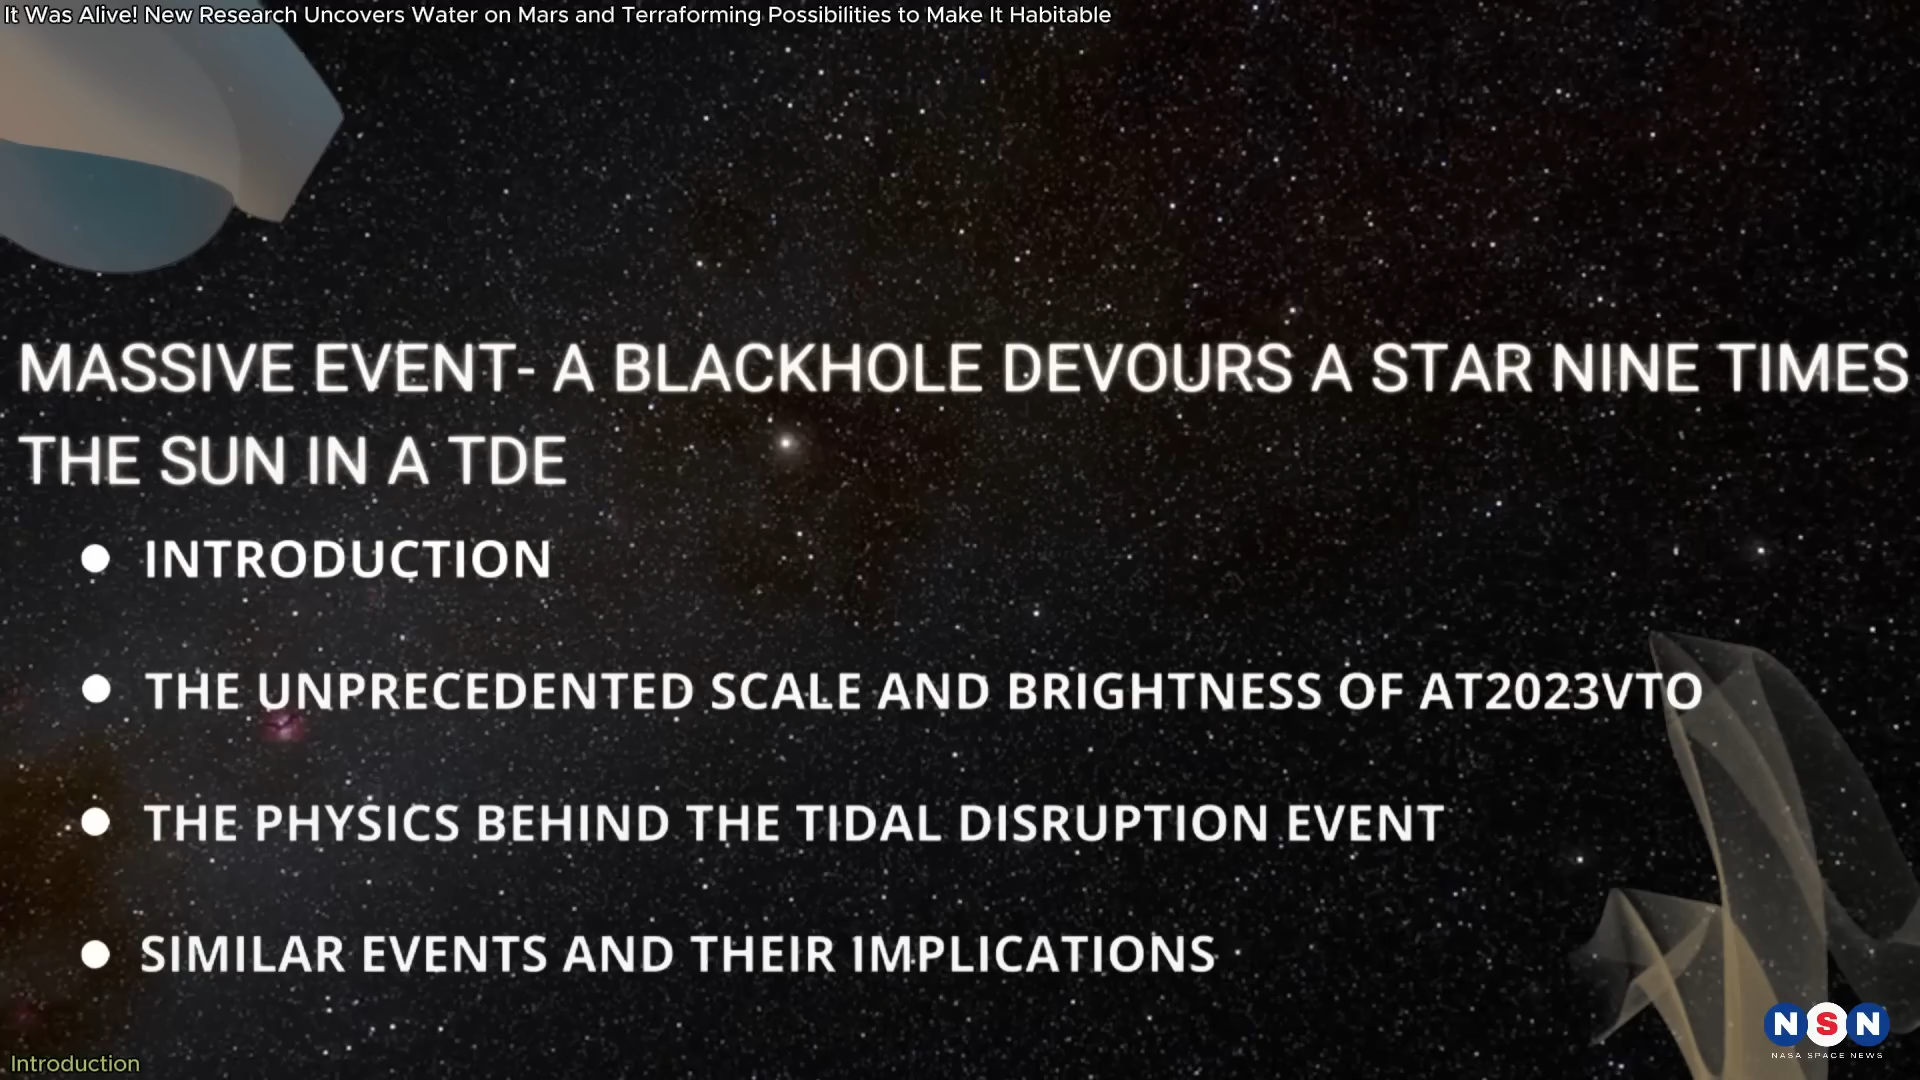 It Was Alive! New Research Uncovers Water on Mars and Terraforming Possibilities to Make It Habitable
MASSIVE EVENT- A BLACKHOLE DEVOURS A STAR NINE TIMES
THE SUN IN A TDE
● INTRODUCTION
● THE UNPRECEDENTED SCALE AND BRIGHTNESS OF AT2023VTO
● THE PHYSICS BEHIND THE TIDAL DISRUPTION EVENT
● SIMILAR EVENTS AND THEIR IMPLICATIONS
NSN
NASA SPACE NEWS
Introduction